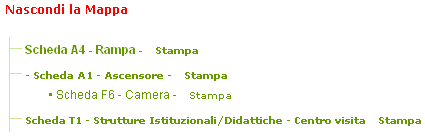 Nascondi la Mappa
Scheda A4 - Rampa - Stampa
- Scheda A1 - Ascensore - Stampa
• Scheda F6 - Camera - Stampa
Scheda T1 - Strutture Istituzionali/Didattiche - Centro visita Stampa